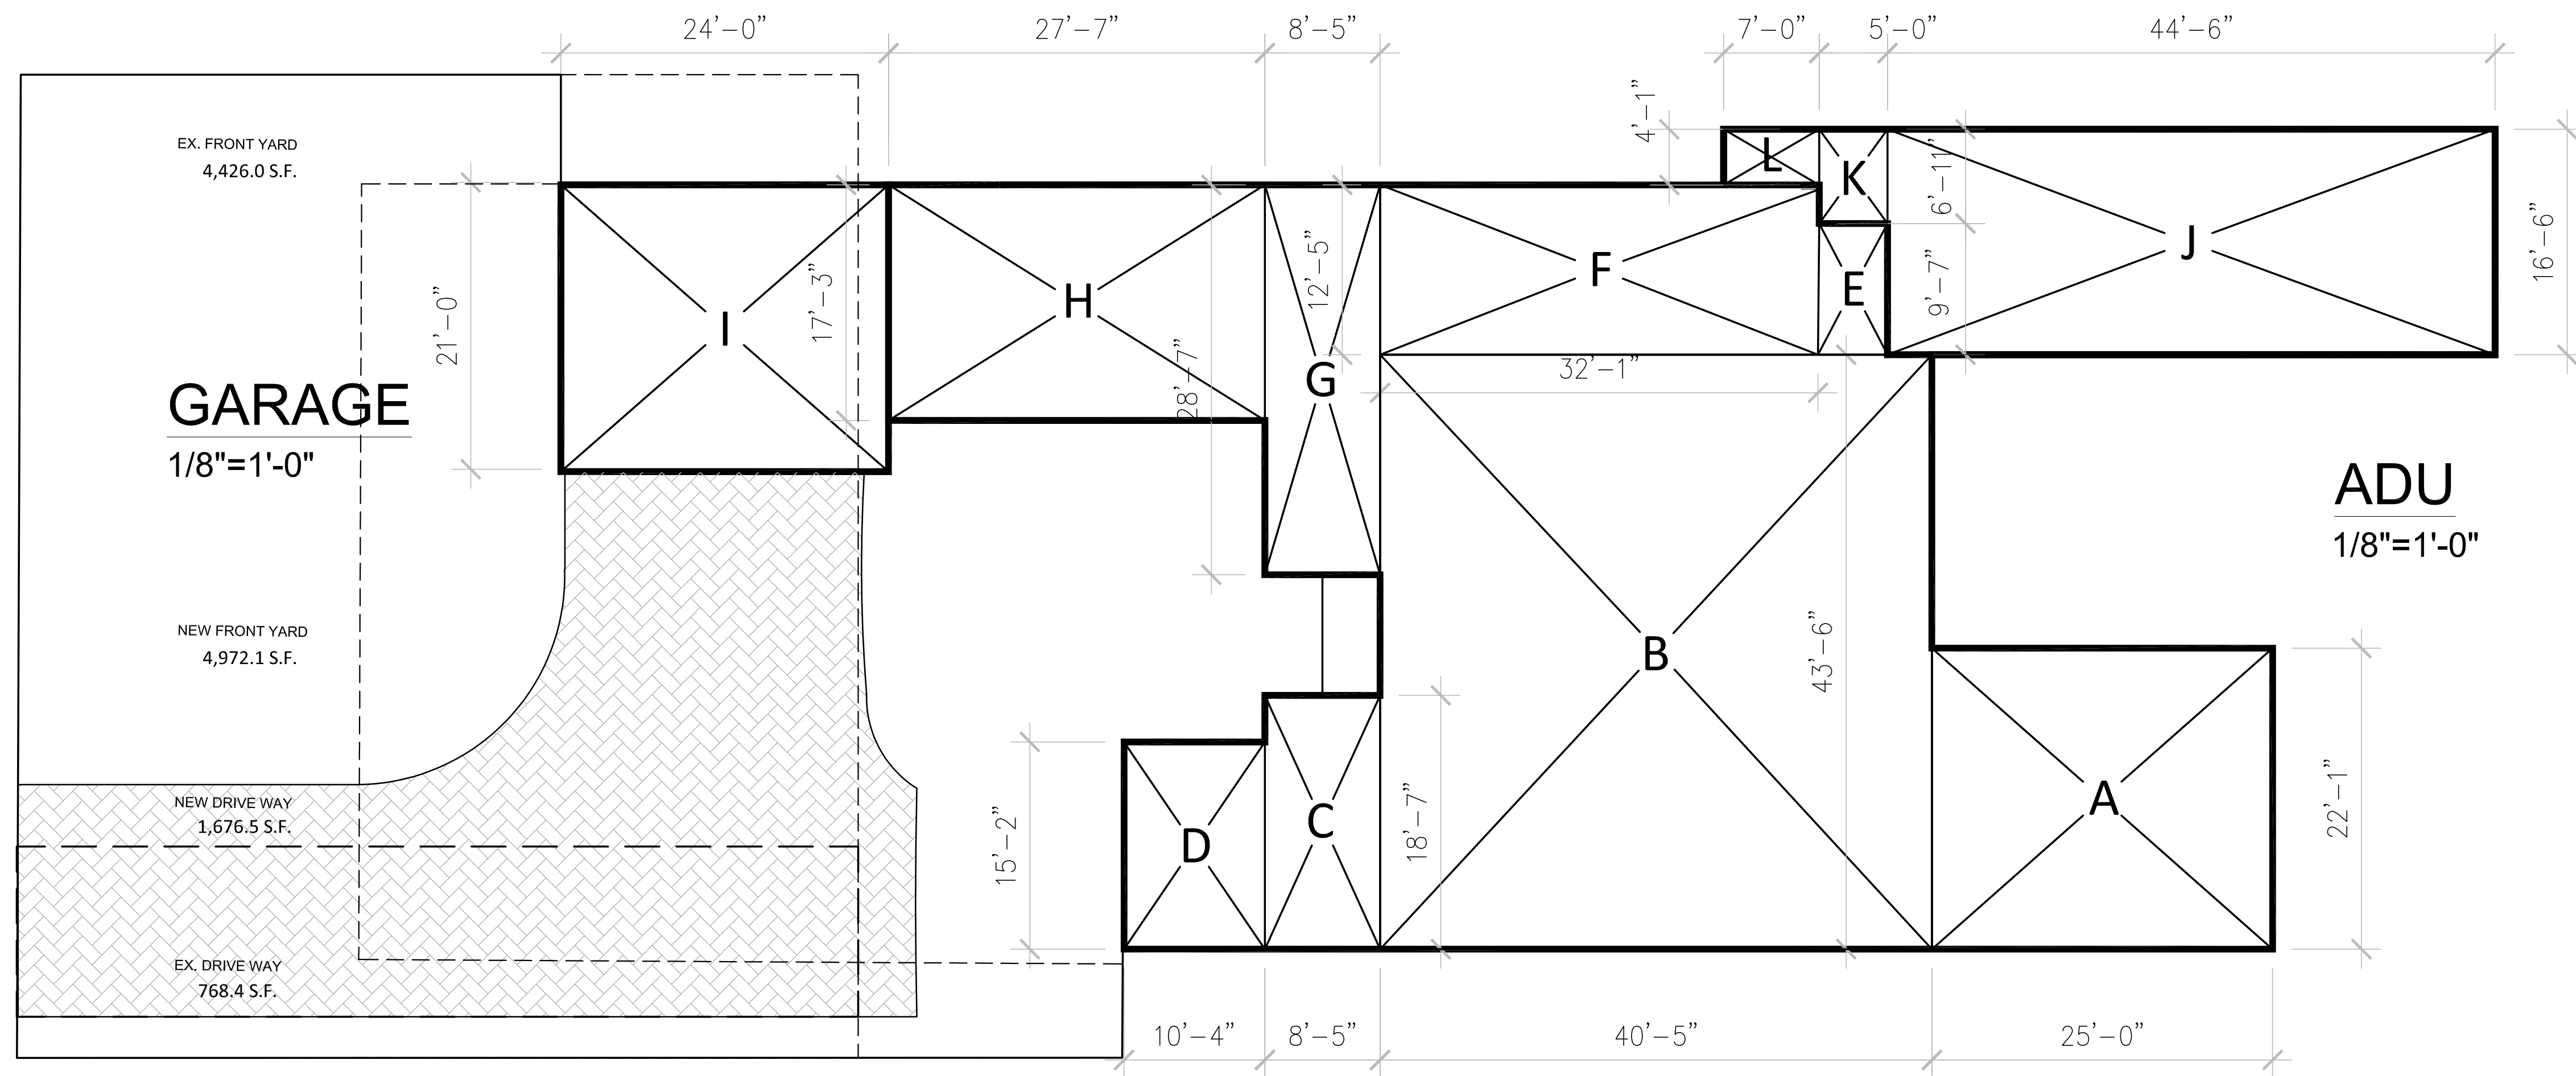 24’–0”
27’–7”
8’–5”
7’–0”
5’–0”
44’–6”
4’–1”
EX. FRONT YARD
4,426.0 S.F.
L
K
6’–11”
J
16’–6”
I
17’–3”
H
12’–5”
F
E
9’–7”
21’–0”
28’–7”
G
32’–1”
GARAGE
1/8"=1'-0"
ADU
1/8"=1'-0"
NEW FRONT YARD
4,972.1 S.F.
B
43’–6”
NEW DRIVE WAY
1,676.5 S.F.
15’–2”
D
C
18’–7”
A
22’–1”
EX. DRIVE WAY
768.4 S.F.
10’–4”
8’–5”
40’–5”
25’–0”